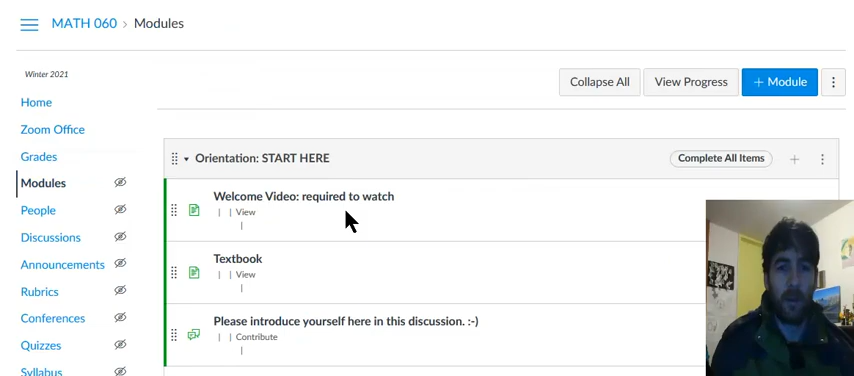 MATH 060 > Modules
Winter 2021
Collapse All
View Progress
+ Module
Home
Zoom Office
Grades
Modules
People
Discussions
Announcements
Rubrics
Conferences
Quizzes
Syllabus
Orientation: START HERE
Complete All Items
Welcome Video: required to watch
| | View
|
Textbook
| | View
|
Please introduce yourself here in this discussion. :-)
| | Contribute
|